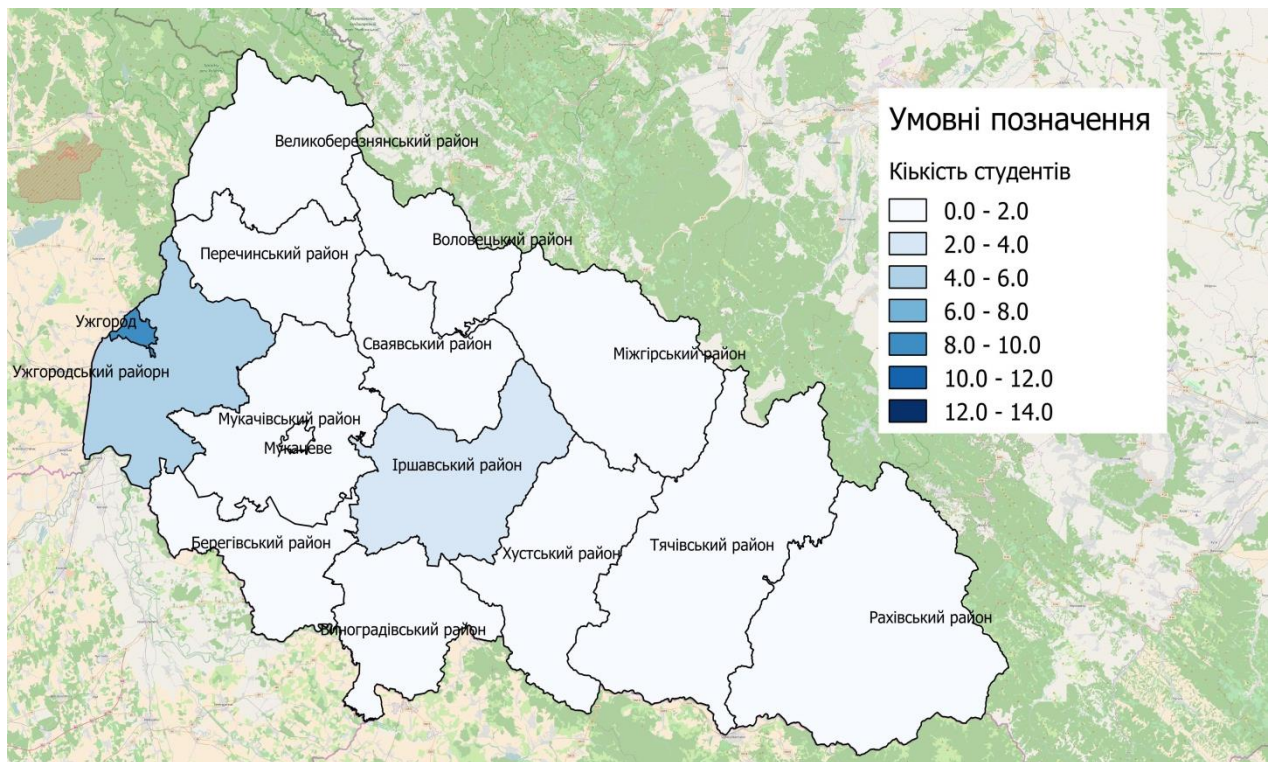 Умовні позначення
Кіькість студентів
0.0 - 2.0
2.0 - 4.0
4.0 - 6.0
6.0 - 8.0
8.0 - 10.0
10.0 - 12.0
12.0 - 14.0
Великоберезнянський район
Воловецький район
Перечинський район
Ужгород
Сваявський район
Міжгірський район
Ужгородський райорн
Мукачівський район
Мукачеве
Іршавський район
Берегівський район
Хустський район
Тячівський район
Виноградівський район
Рахівський район